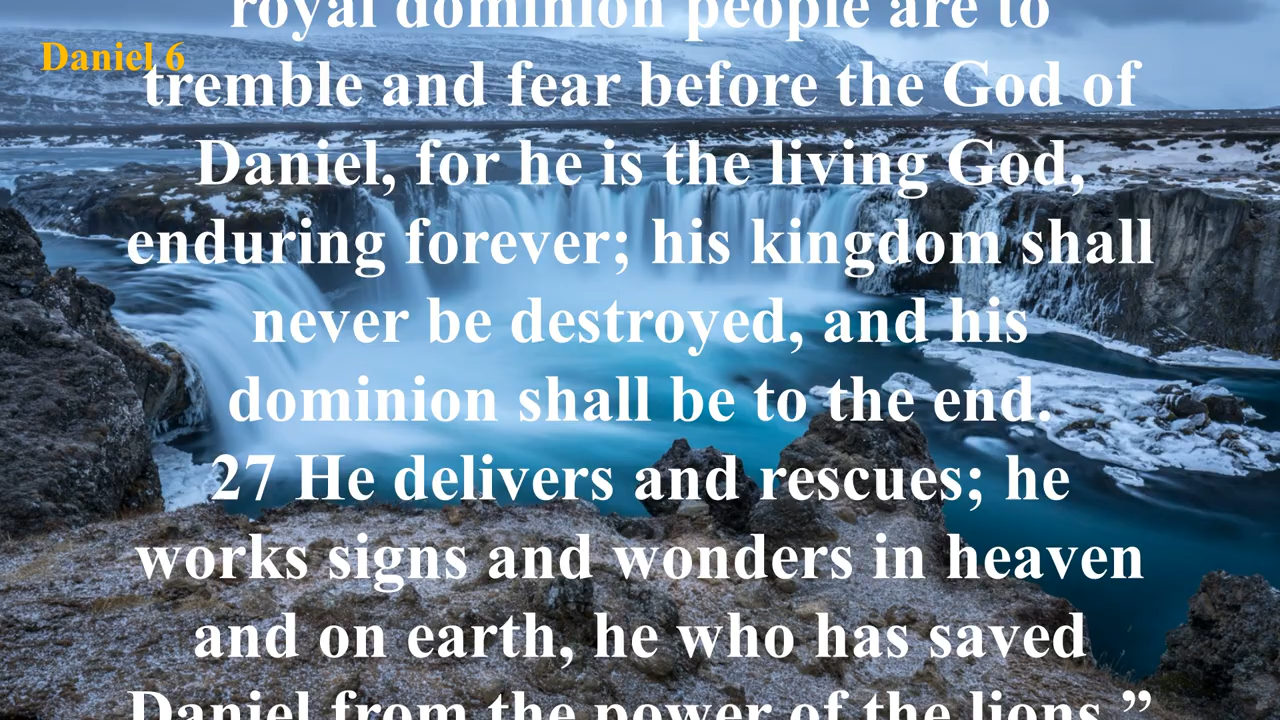 royal dominion people are to
Daniel 6
tremble and fear before the God of
Daniel, for he is the living God,
enduring forever; his kingdom shall
never be destroyed, and his
dominion shall be to the end.
27 He delivers and rescues; he
works signs and wonders in heaven
and on earth, he who has saved
Daniel from the power of the lions.”